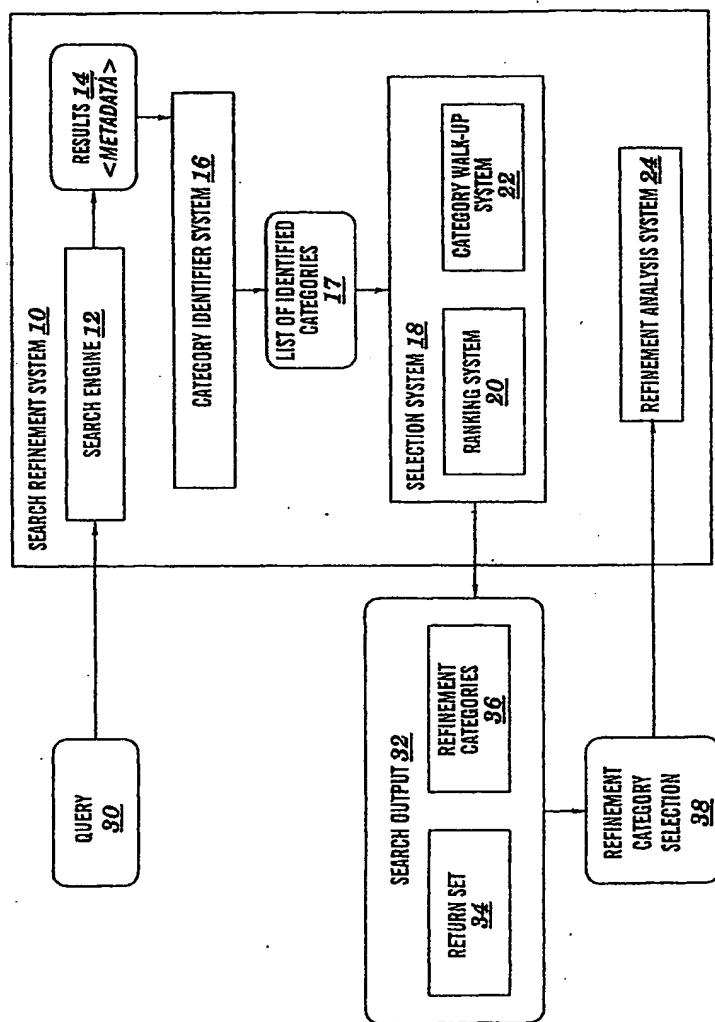 SEARCH REFINEMENT SYSTEM 10
SEARCH ENGINE 12
RESULTS 14
<METADATA>
CATEGORY IDENTIFIER SYSTEM 16
LIST OF IDENTIFIED
CATEGORIES
17
SELECTION SYSTEM 18
RANKING SYSTEM
20
CATEGORY WALK-UP
SYSTEM
22
REFINEMENT ANALYSIS SYSTEM 24
QUERY
30
SEARCH OUTPUT 32
RETURN SET
34
REFINEMENT
CATEGORIES
36
REFINEMENT
CATEGORY
SELECTION
38